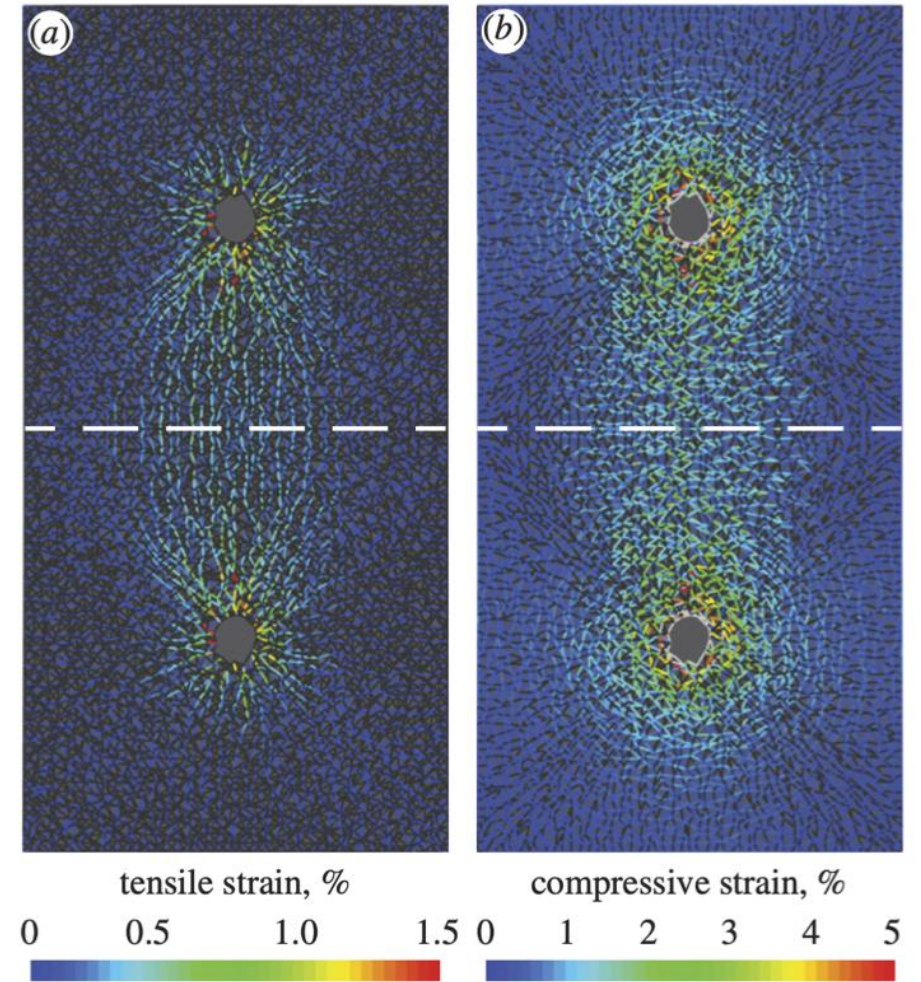 (a) (b)
tensile strain, % compressive strain, %
0 0.5 1.0 1.5 0 1 2 3 4 5